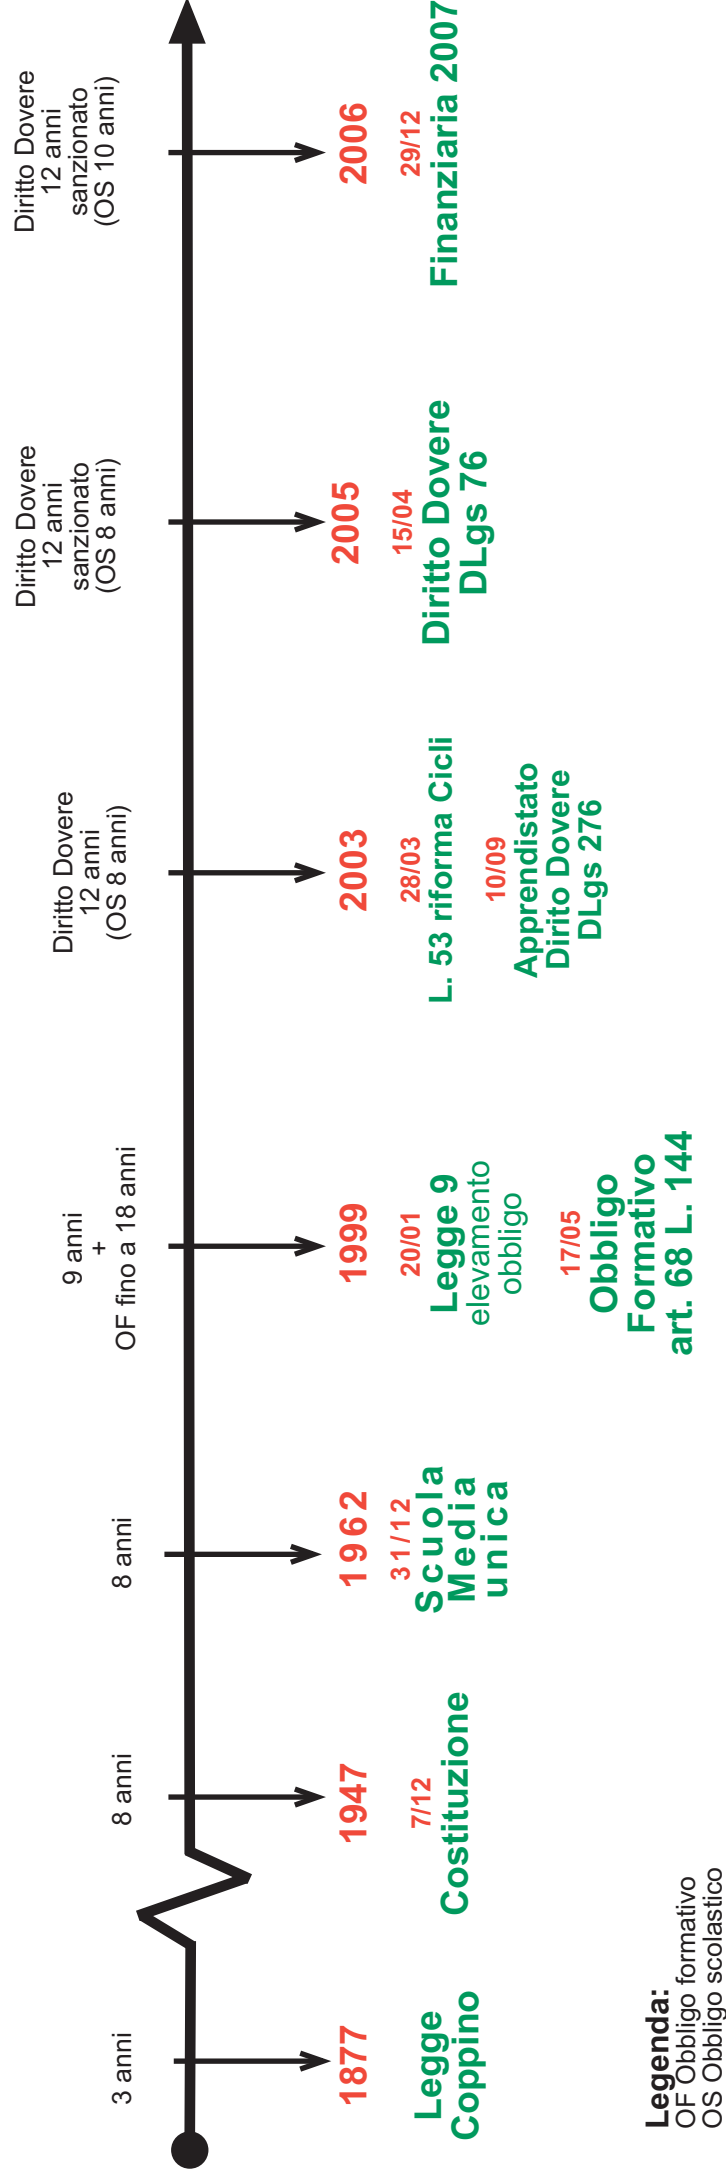 3 anni
1877
Legge
Coppino
8 anni
1947
7/12
Costituzione
8 anni
1962
31/12
Scuola
Media
unica
9 anni
+
OF fino a 18 anni
1999
20/01
Legge 9
elevamento
obbligo
17/05
Obbligo
Formativo
art. 68 L. 144
Diritto Dovere
12 anni
(OS 8 anni)
2003
28/03
L. 53 riforma Cicli
10/09
Apprendistato
Dirito Dovere
DLgs 276
Diritto Dovere
12 anni
sanzionato
(OS 8 anni)
2005
15/04
Diritto Dovere
DLgs 76
Diritto Dovere
12 anni
sanzionato
(OS 10 anni)
2006
29/12
Finanziaria 2007
Legenda:
OF Obbligo formativo
OS Obbligo scolastico